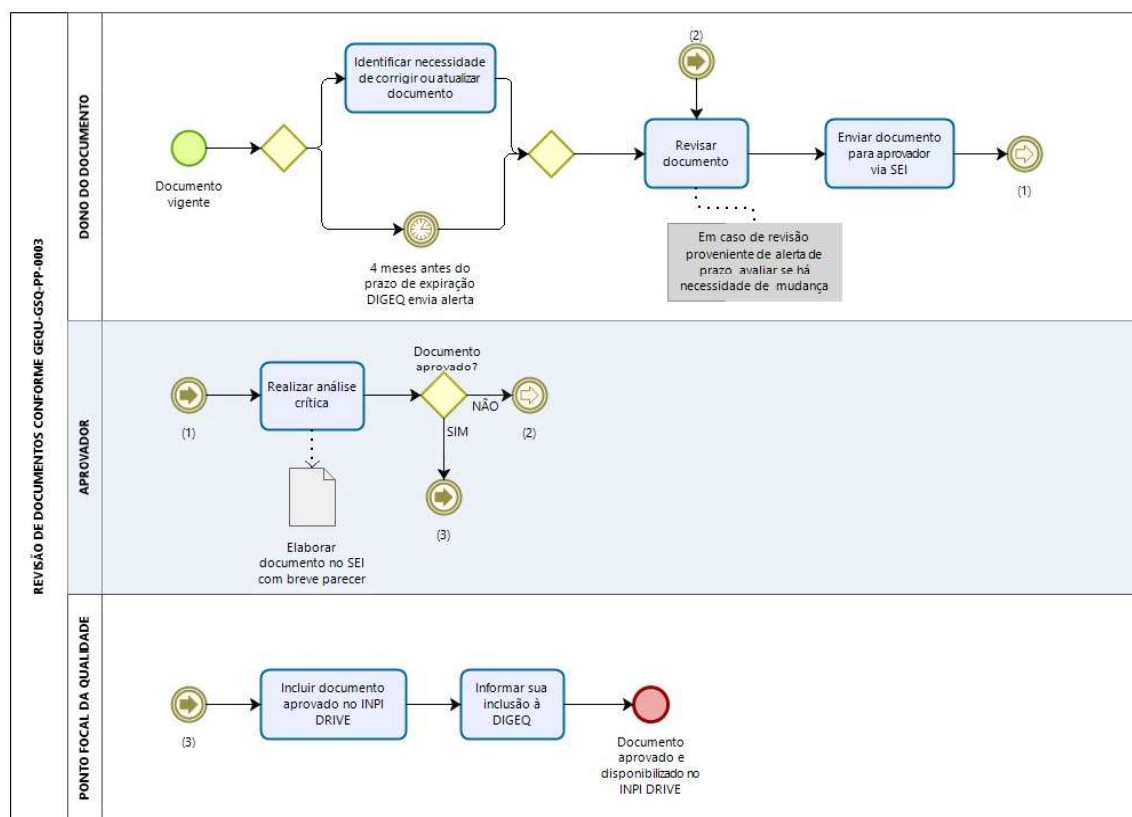 REVISÃO DE DOCUMENTOS CONFORME GEQU-GSQ-PP-0003
DONO DO DOCUMENTO
Documento
vigente
Identificar necessidade
de corrigir ou atualizar
documento
4 meses antes do
prazo de expiração
DIGEQ envia alerta
(2)
Revisar
documento
Em caso de revisão
proveniente de alerta de
prazo, avaliar se há
necessidade de mudança
Enviar documento
para aprovador
via SEI
(1)
APROVADOR
(1)
Realizar análise
crítica
Elaborar
documento no SEI
com breve parecer
Documento
aprovado?
NÃO
SIM
(2)
(3)
PONTO FOCAL DA QUALIDADE
(3)
Incluir documento
aprovado no INPI
DRIVE
Informar sua
inclusão à
DIGEQ
Documento
aprovado e
disponibilizado no
INPI DRIVE